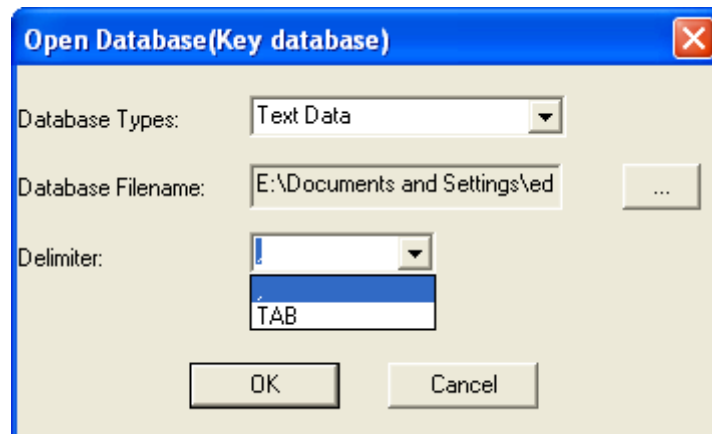 Open Database(Key database)
Database Types:
Text Data
Database Filename:
E:\Documents and Settings\ed
...
Delimiter:
,
,
TAB
OK
Cancel